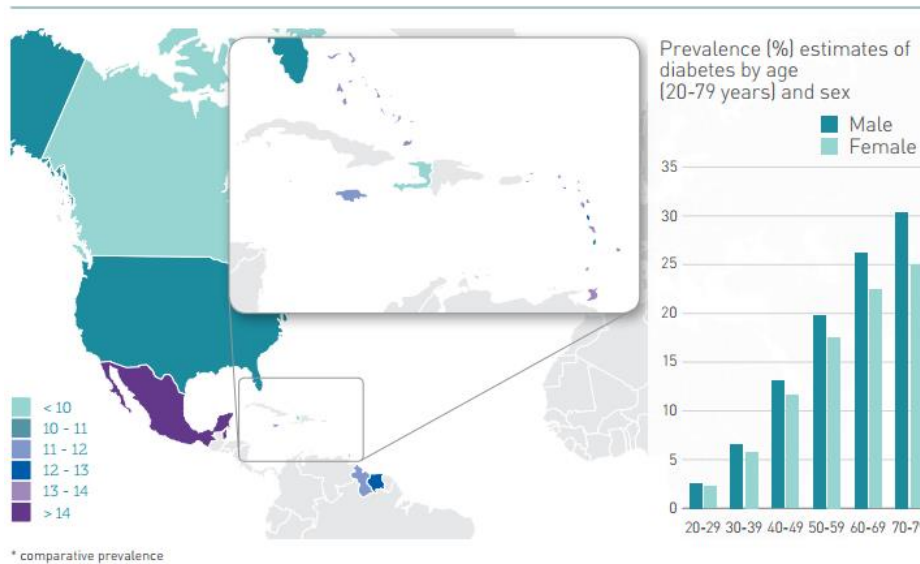 Prevalence (%) estimates of
diabetes by age
(20-79 years) and sex
Male
Female
35
30
25
20
15
10
5
0
20-29 30-39 40-49 50-59 60-69 70-7
< 10
10 - 11
11 - 12
12 - 13
13 - 14
> 14
* comparative prevalence